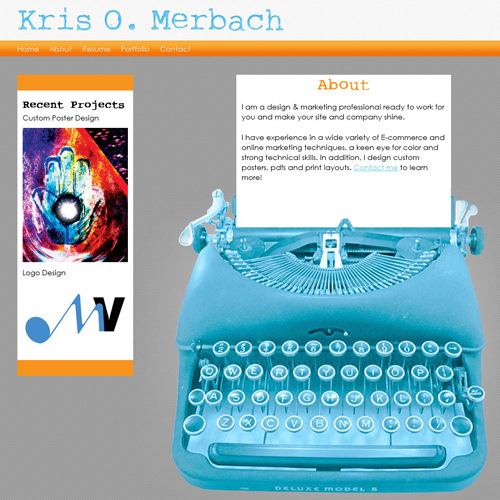 Kris O. Merbach
Home About Resume Portfolio Contact
Recent Projects
Custom Poster Design
Logo Design
MV
About
I am a design & marketing professional ready to work for
you and make your site and company shine.
I have experience in a wide variety of E-commerce and
online marketing techniques, a keen eye for color and
strong technical skills. In addition, I design custom
posters, pdfs and print layouts. Contact me to learn
more!
Q W E R T Y U I O P
A S D F G H J K L
Z X C V B N M
DELUXE MODEL 5